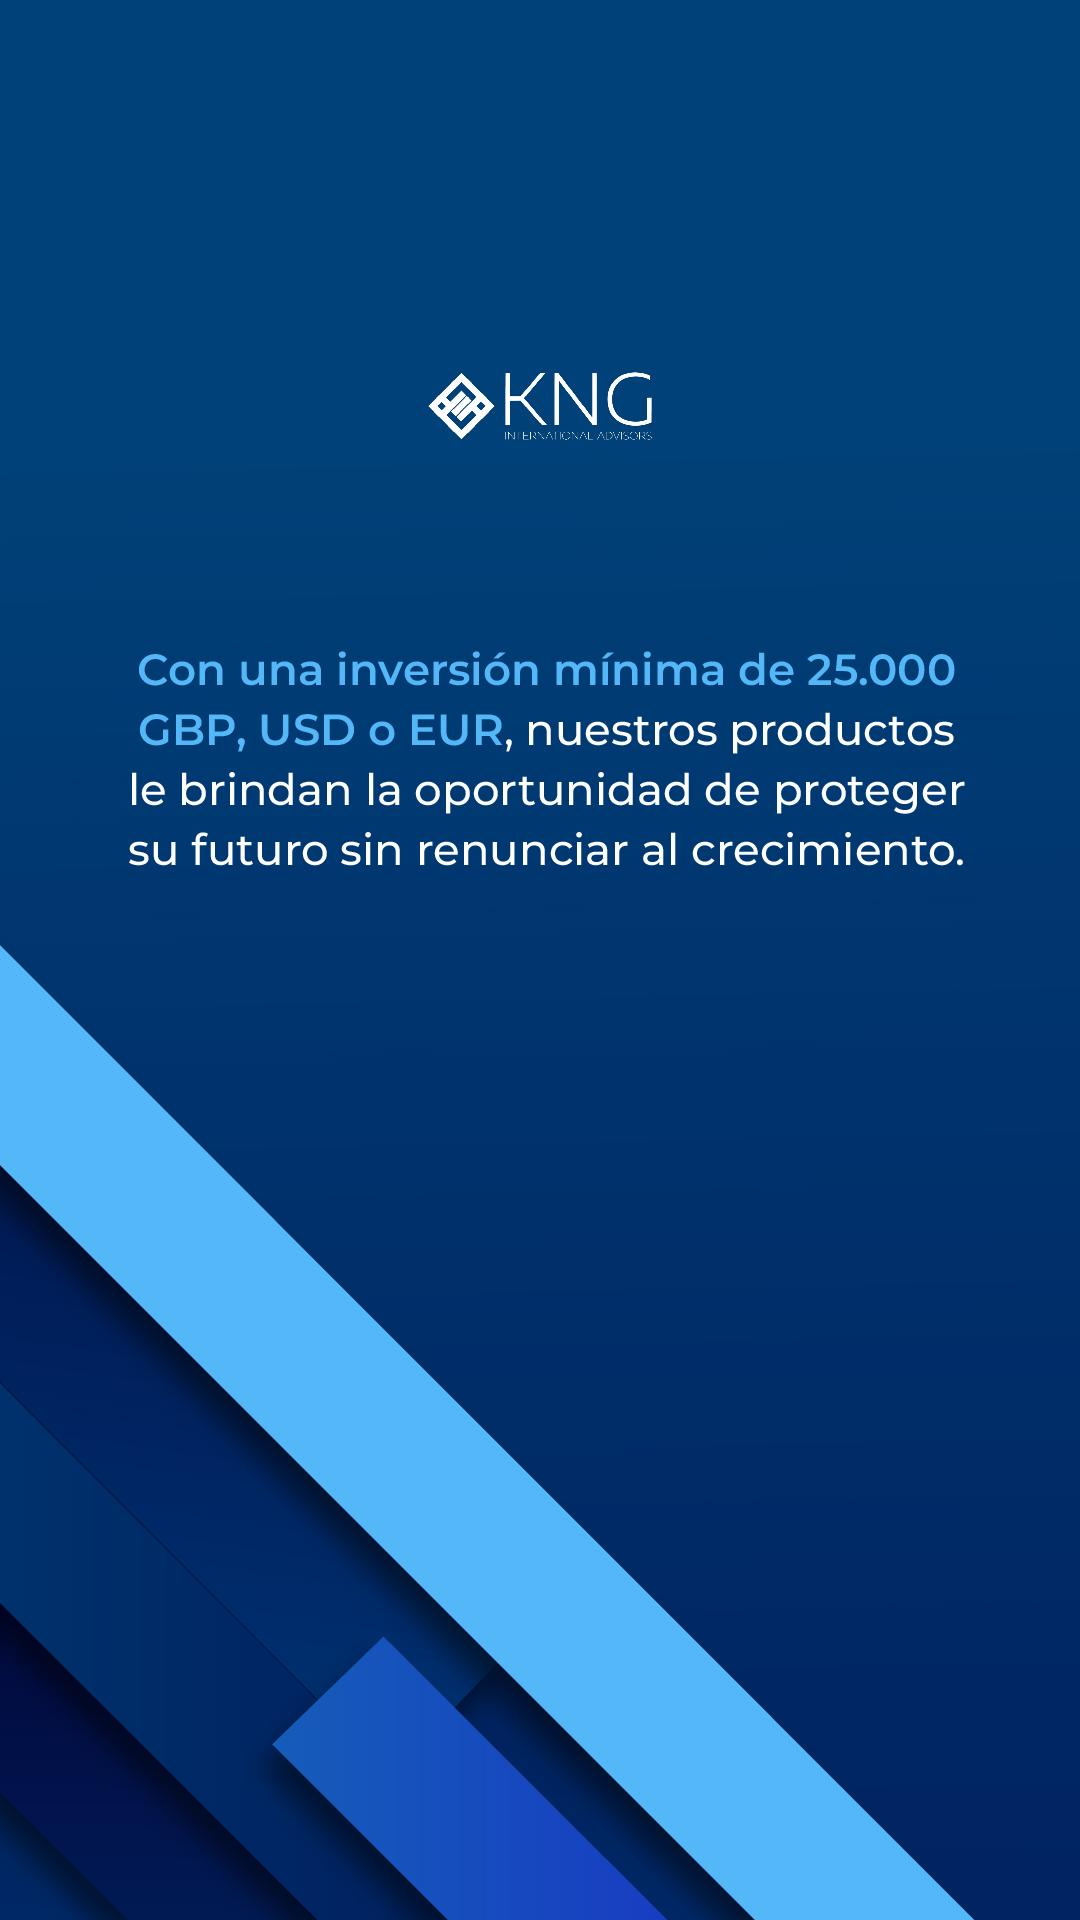 KNG
INTERNATIONAL ADVISORS
Con una inversión mínima de 25.000
GBP, USD o EUR, nuestros productos
le brindan la oportunidad de proteger
su futuro sin renunciar al crecimiento.